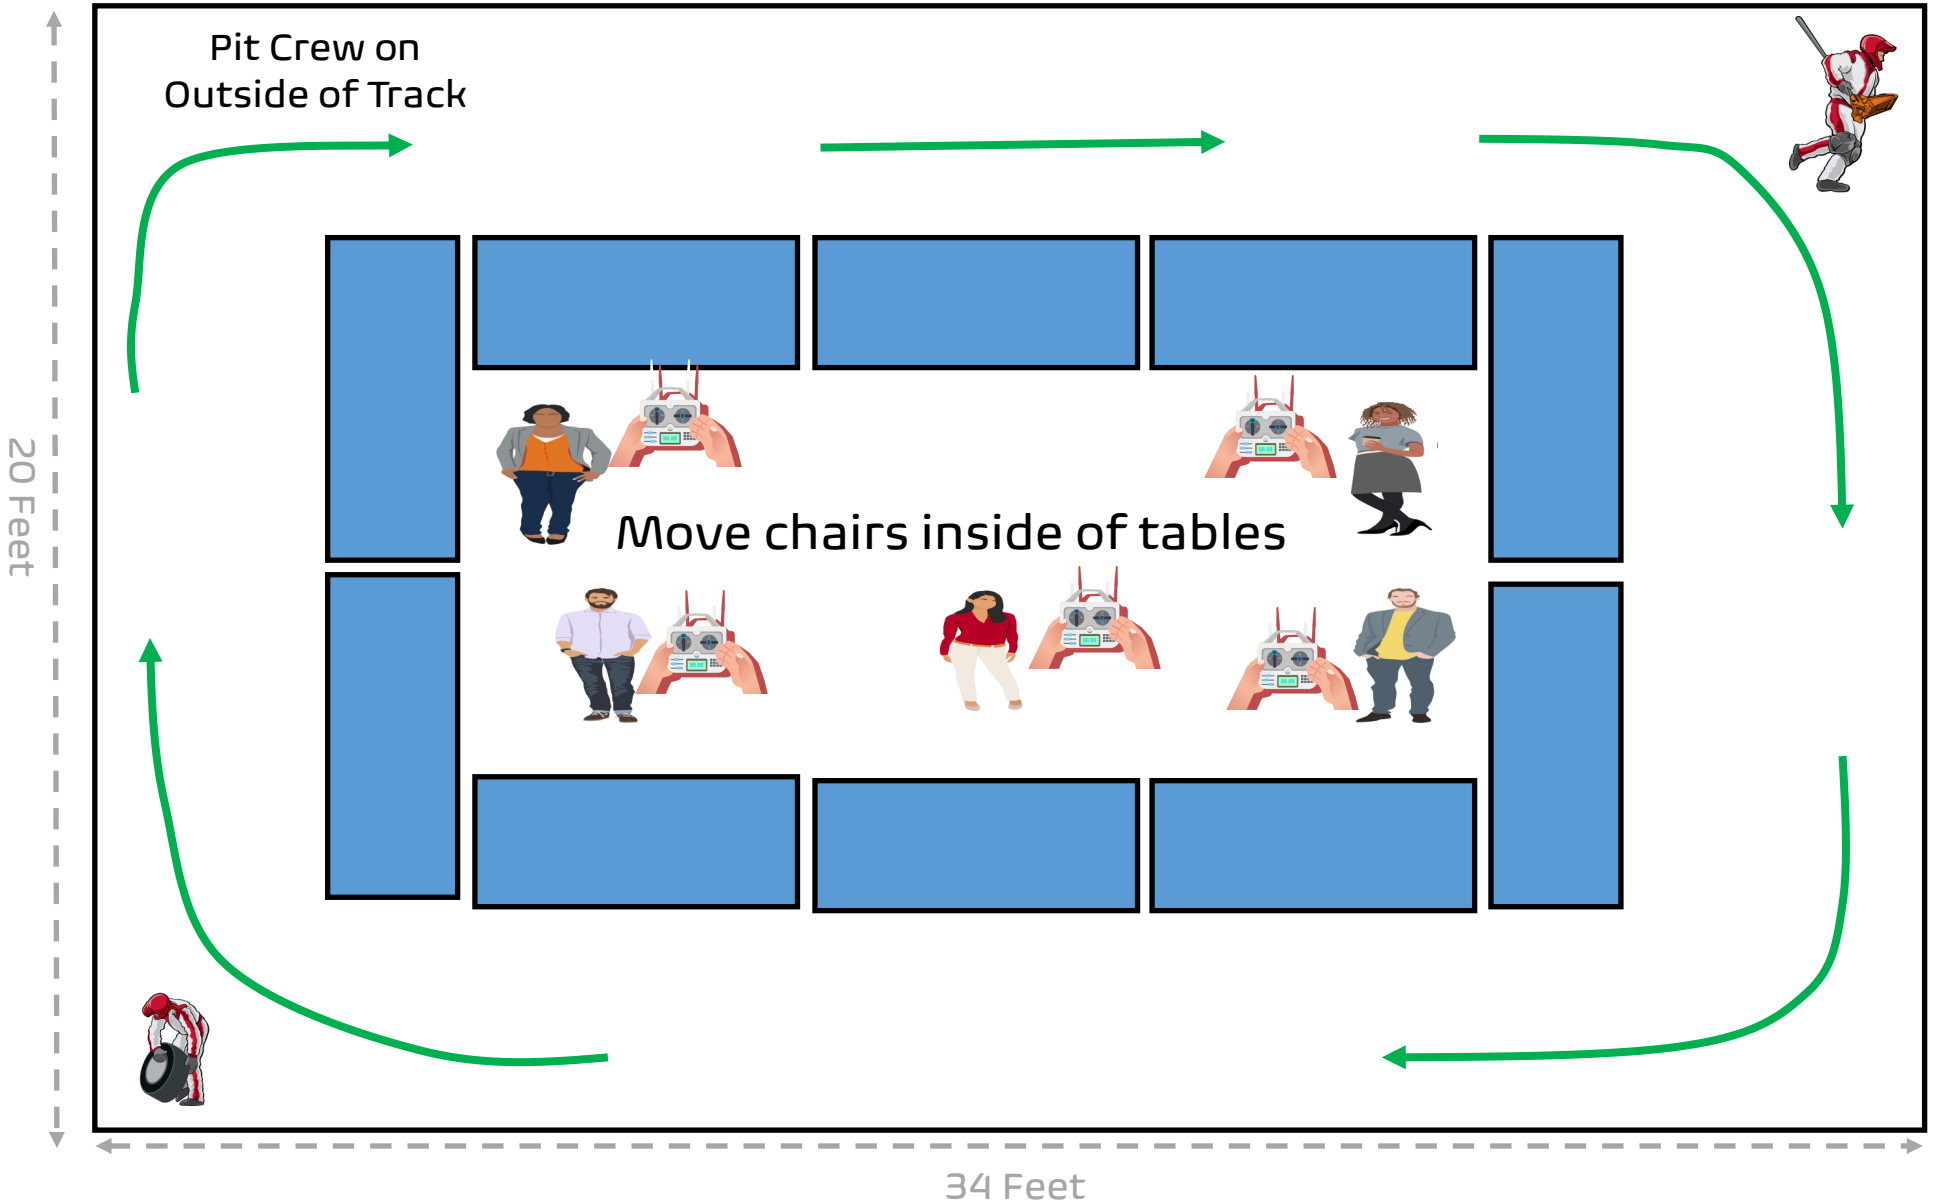 Pit Crew on
Outside of Track
20 Feet
Move chairs inside of tables
34 Feet